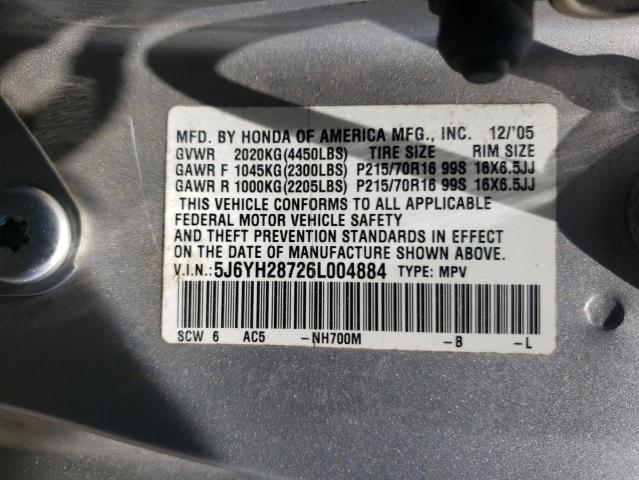 MFD. BY HONDA OF AMERICA MFG., INC. 12/'05
GVWR 2020KG(4450LBS) TIRE SIZE RIM SIZE
GAWR F 1045KG(2300LBS) P215/70R16 99S 16X6.5JJ
GAWR R 1000KG(2205LBS) P215/70R16 99S 16X6.5JJ
THIS VEHICLE CONFORMS TO ALL APPLICABLE
FEDERAL MOTOR VEHICLE SAFETY
AND THEFT PREVENTION STANDARDS IN EFFECT
ON THE DATE OF MANUFACTURE SHOWN ABOVE.
V.I.N.:5J6YH28726L004884 TYPE: MPV
SCW 6 AC5 -NH700M -B -L